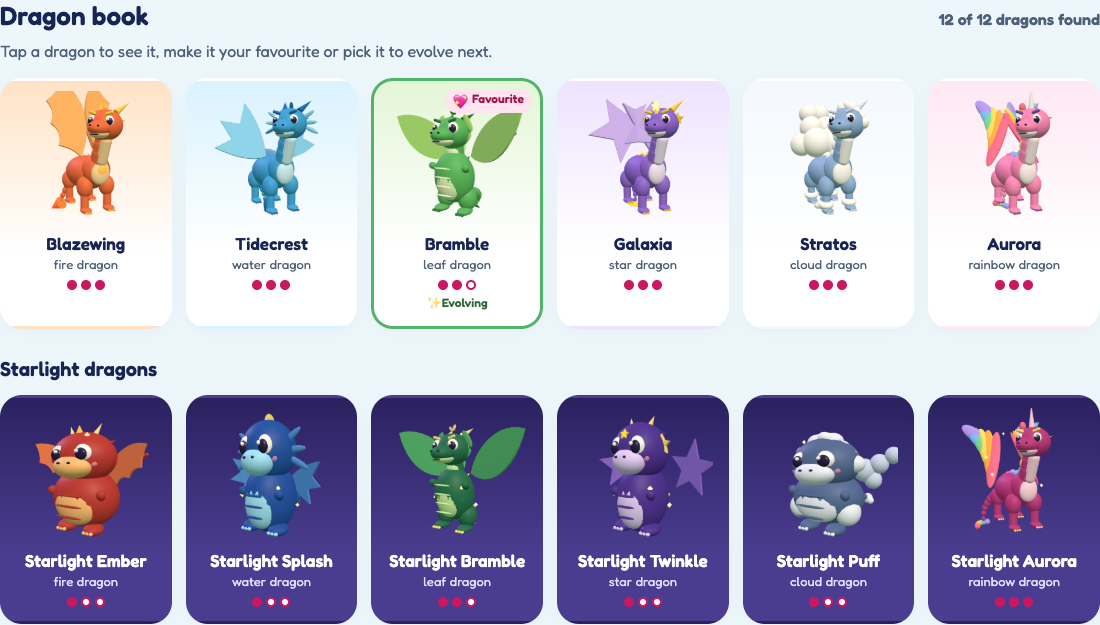 Dragon book
12 of 12 dragons found
Tap a dragon to see it, make it your favourite or pick it to evolve next.
💖 Favourite
Blazewing
fire dragon
Tidecrest
water dragon
Bramble
leaf dragon
✨Evolving
Galaxia
star dragon
Stratos
cloud dragon
Aurora
rainbow dragon
Starlight dragons
Starlight Ember
fire dragon
Starlight Splash
water dragon
Starlight Bramble
leaf dragon
Starlight Twinkle
star dragon
Starlight Puff
cloud dragon
Starlight Aurora
rainbow dragon